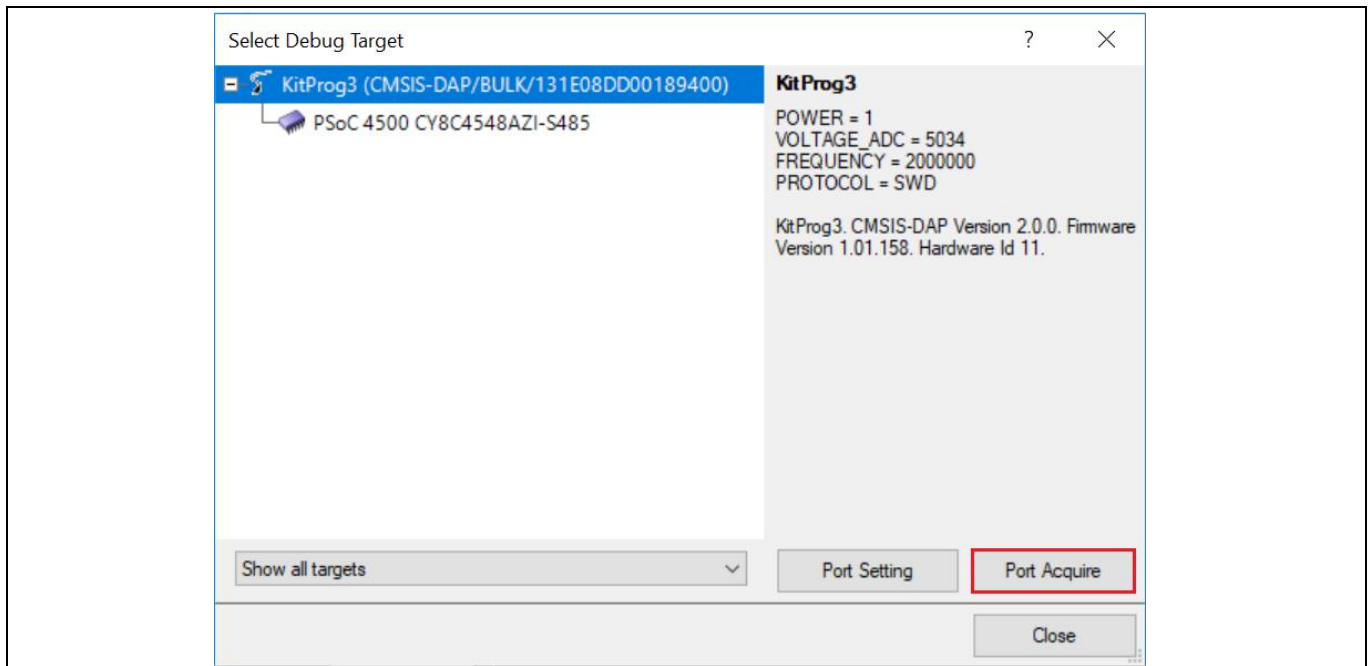 Select Debug Target
KitProg3 (CMSIS-DAP/BULK/131E08DD00189400)
PSoC 4500 CY8C4548AZI-S485
KitProg3
POWER = 1
VOLTAGE_ADC = 5034
FREQUENCY = 2000000
PROTOCOL = SWD
KitProg3. CMSIS-DAP Version 2.0.0. Firmware
Version 1.01.158. Hardware Id 11.
Show all targets
Port Setting
Port Acquire
Close